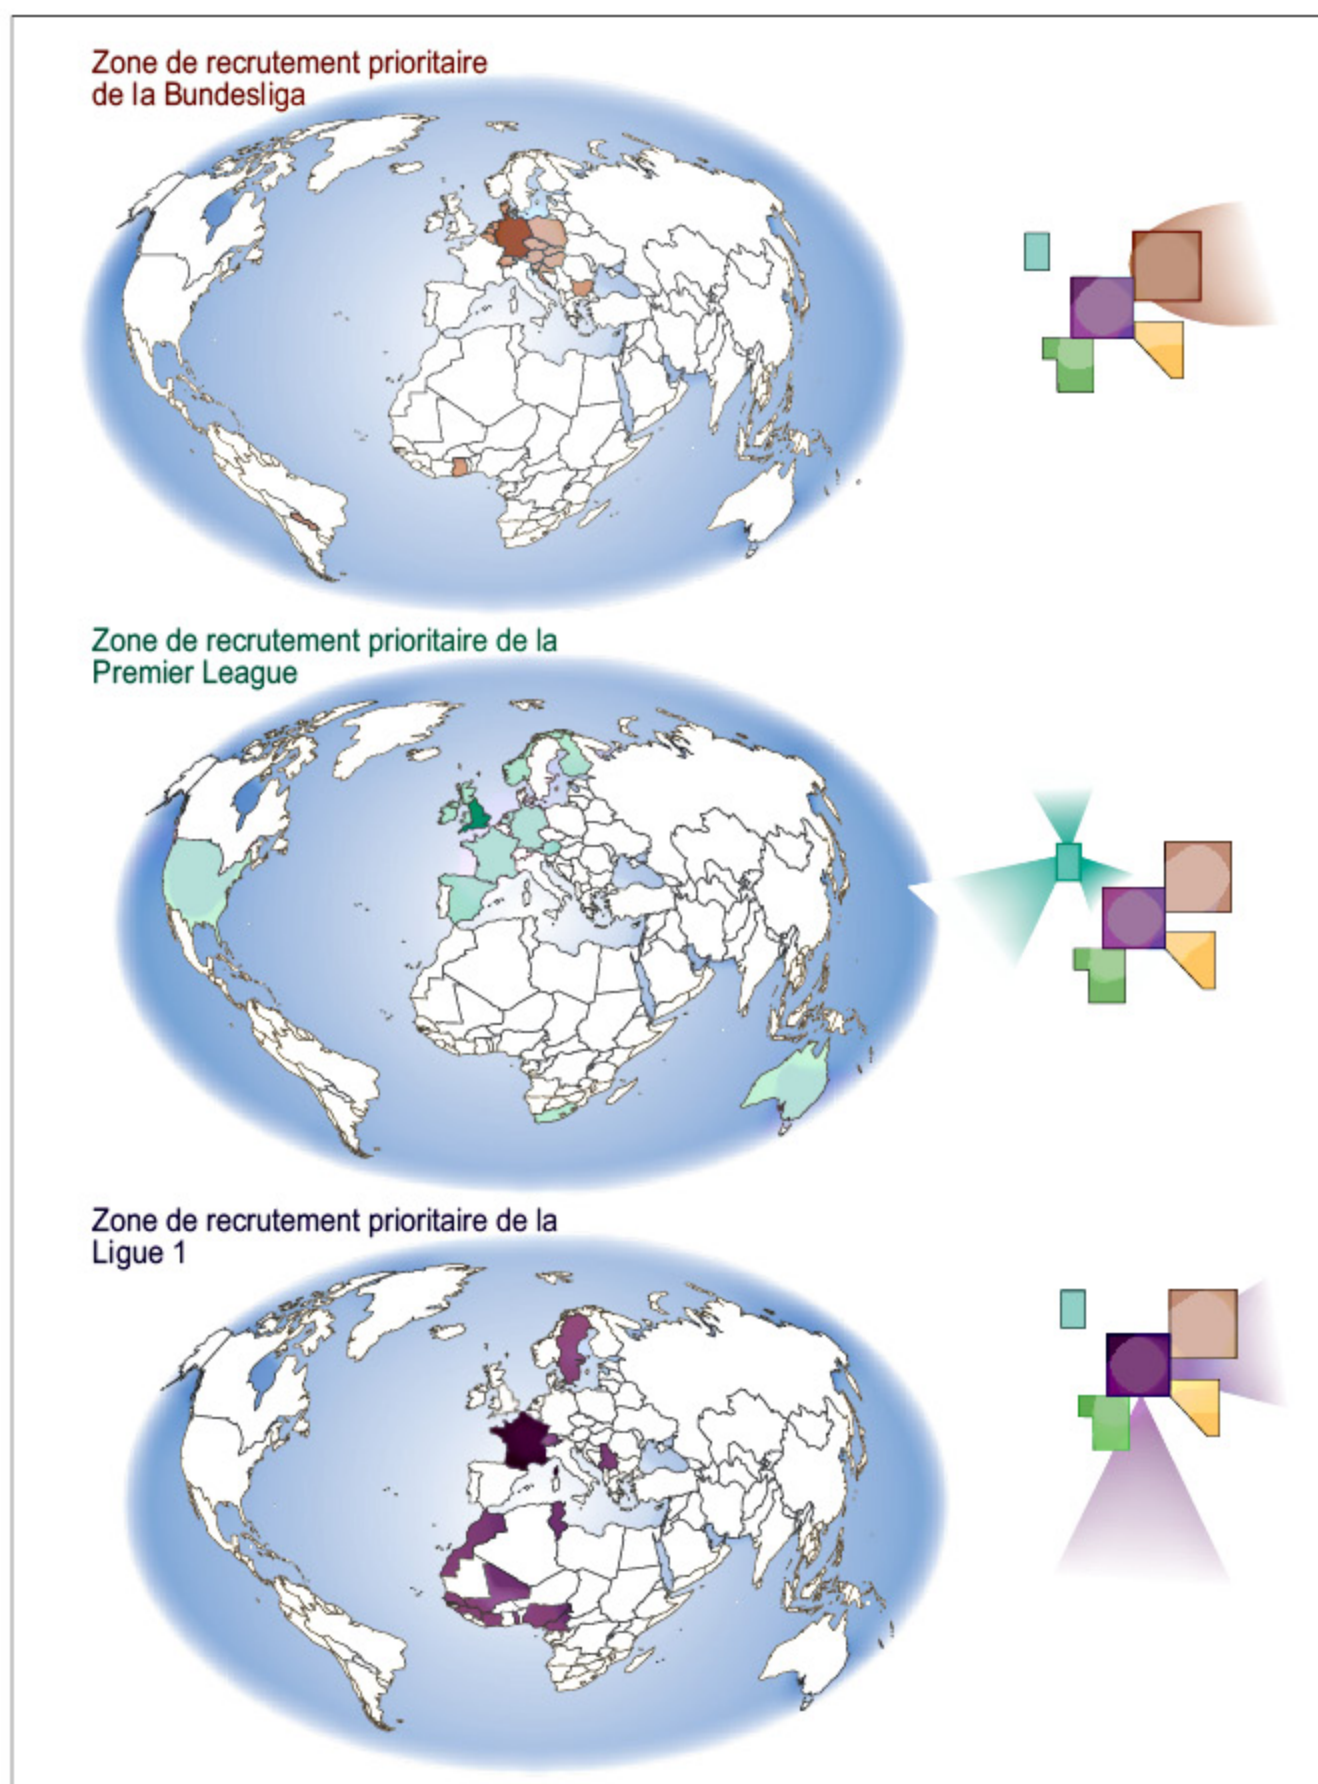 Zone de recrutement prioritaire
de la Bundesliga
Zone de recrutement prioritaire de la
Premier League
Zone de recrutement prioritaire de la
Ligue 1